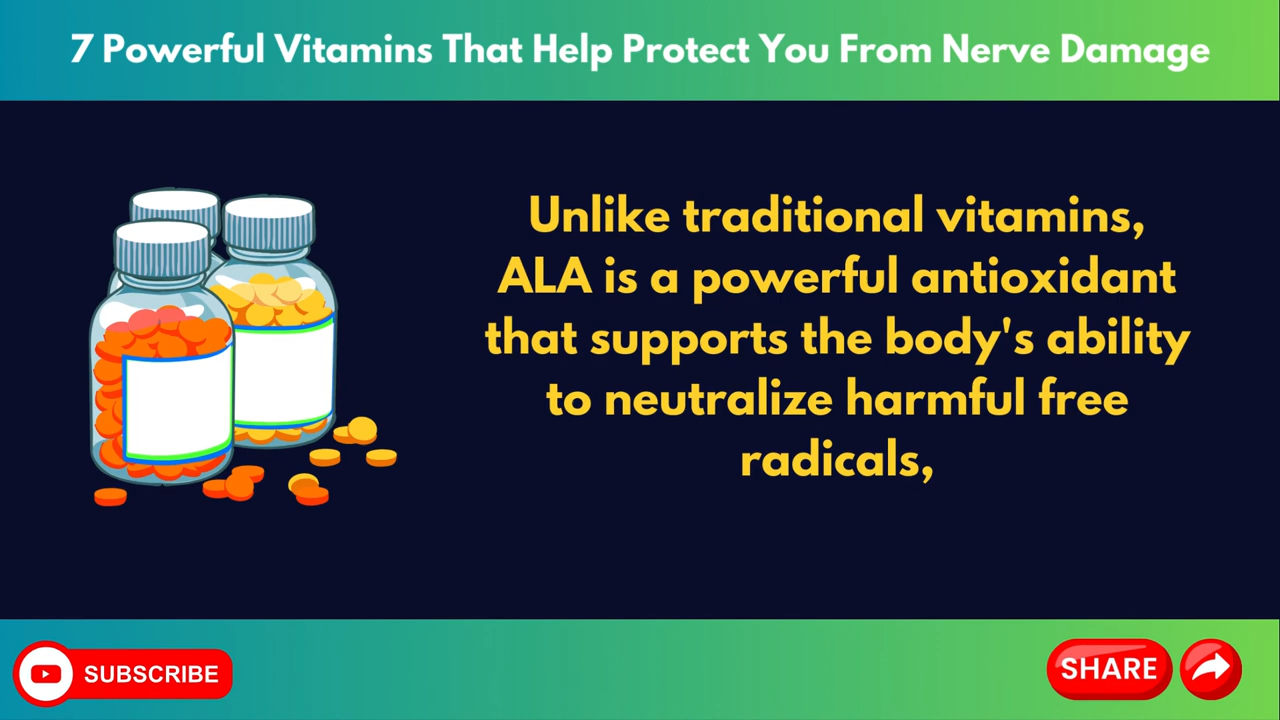 7 Powerful Vitamins That Help Protect You From Nerve Damage
Unlike traditional vitamins,
ALA is a powerful antioxidant
that supports the body's ability
to neutralize harmful free
radicals,
SUBSCRIBE
SHARE